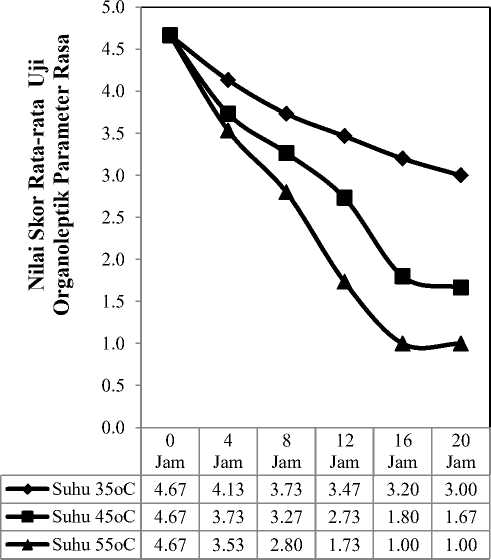 Nilai Skor Rata-rata Uji
Organoleptik Parameter Rasa
5.0
4.5
4.0
3.5
3.0
2.5
2.0
1.5
1.0
0.5
0.0
0 4 8 12 16 20
Jam Jam Jam Jam Jam Jam
Suhu 35oC 4.67 4.13 3.73 3.47 3.20 3.00
Suhu 45oC 4.67 3.73 3.27 2.73 1.80 1.67
Suhu 55oC 4.67 3.53 2.80 1.73 1.00 1.00